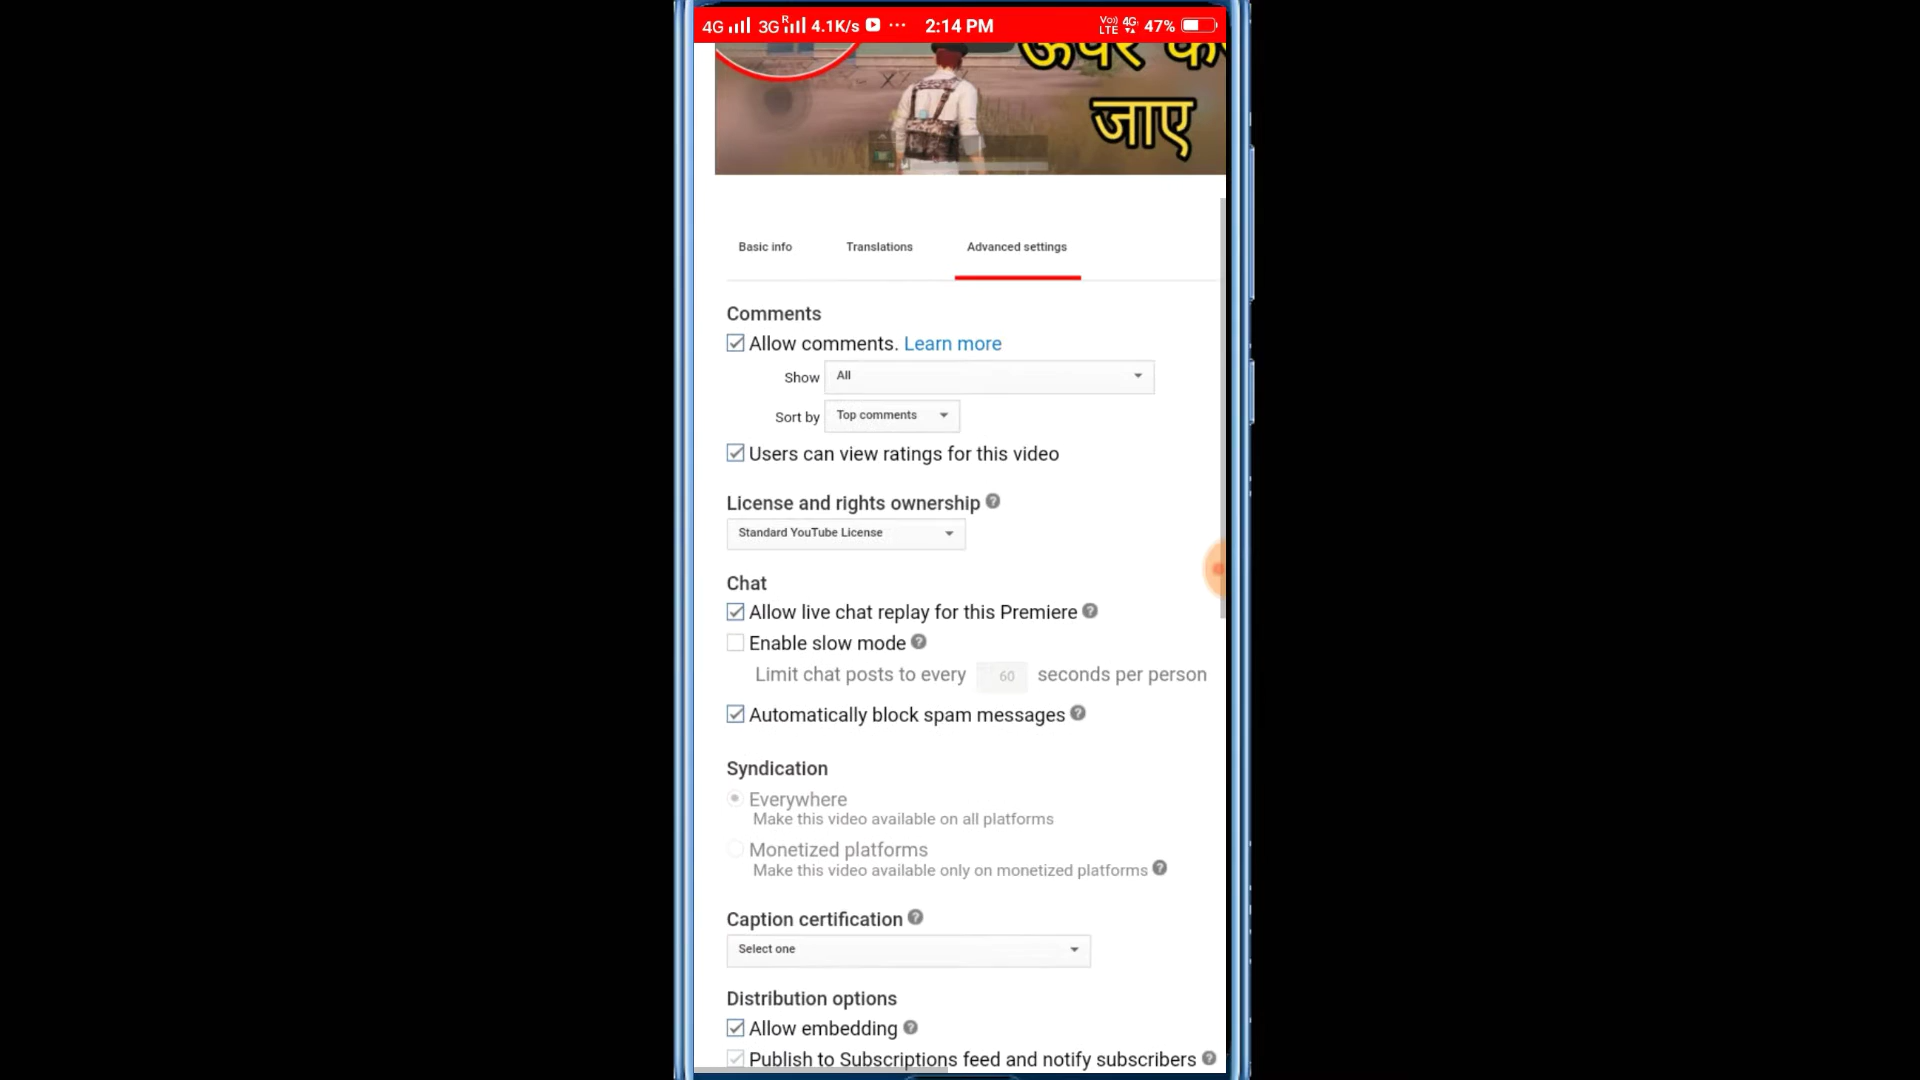 4G 3G R 4.1K/s ... 2:14 PM Vo) LTE 4G 47%
ऊपर क
जाए
Basic info Translations Advanced settings
Comments
Allow comments. Learn more
Show All
Sort by Top comments
Users can view ratings for this video
License and rights ownership ?
Standard YouTube License
Chat
Allow live chat replay for this Premiere ?
Enable slow mode ?
Limit chat posts to every 60 seconds per person
Automatically block spam messages ?
Syndication
Everywhere
Make this video available on all platforms
Monetized platforms
Make this video available only on monetized platforms ?
Caption certification ?
Select one
Distribution options
Allow embedding ?
Publish to Subscriptions feed and notify subscribers ?